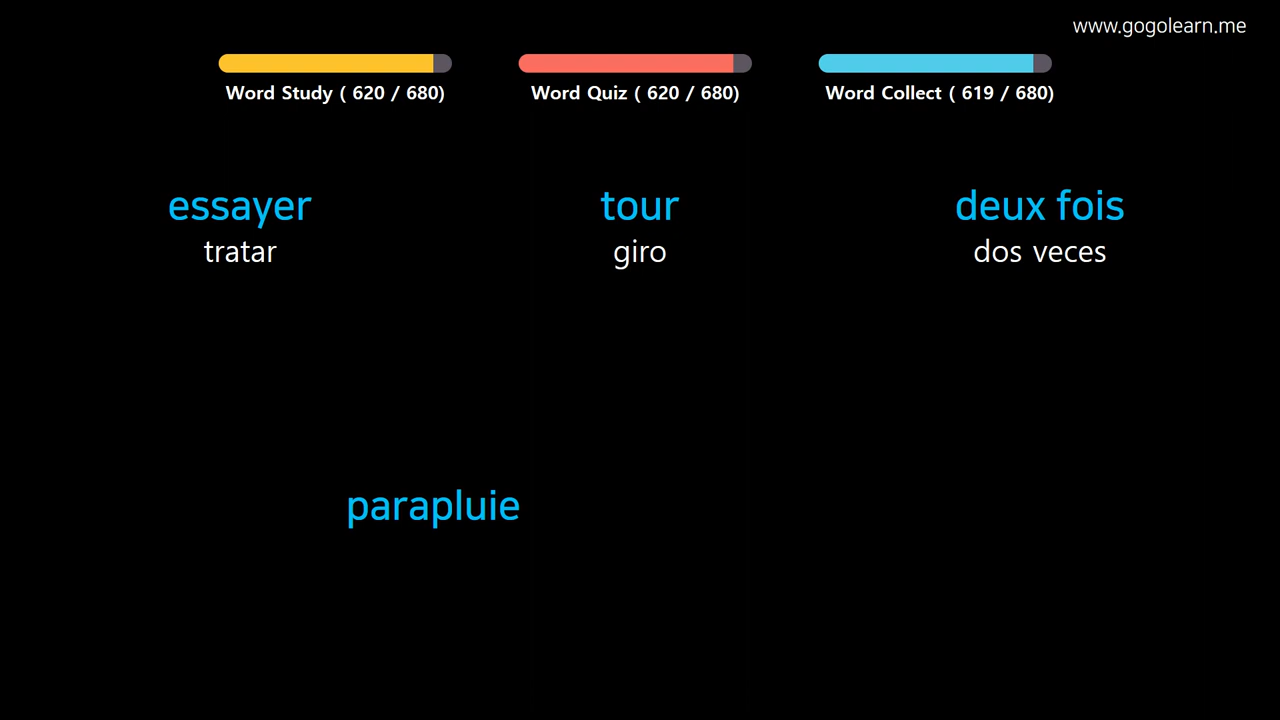 www.gogolearn.me
Word Study ( 620 / 680)
Word Quiz ( 620 / 680)
Word Collect ( 619 / 680)
essayer
tratar
tour
giro
deux fois
dos veces
parapluie